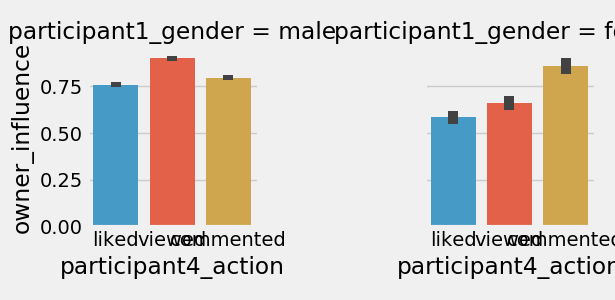 participant1_gender = male
participant1_gender = fe
owner_influence
0.75
0.50
0.25
0.00
liked viewed commented
liked viewed commented
participant4_action
participant4_action